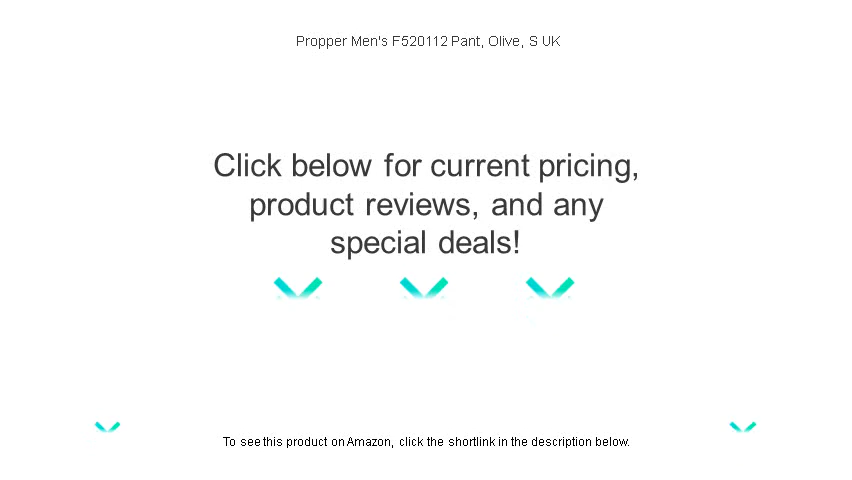 Propper Men's F520112 Pant, Olive, S UK
Click below for current pricing,
product reviews, and any
special deals!
To see this product on Amazon, click the shortlink in the description below.